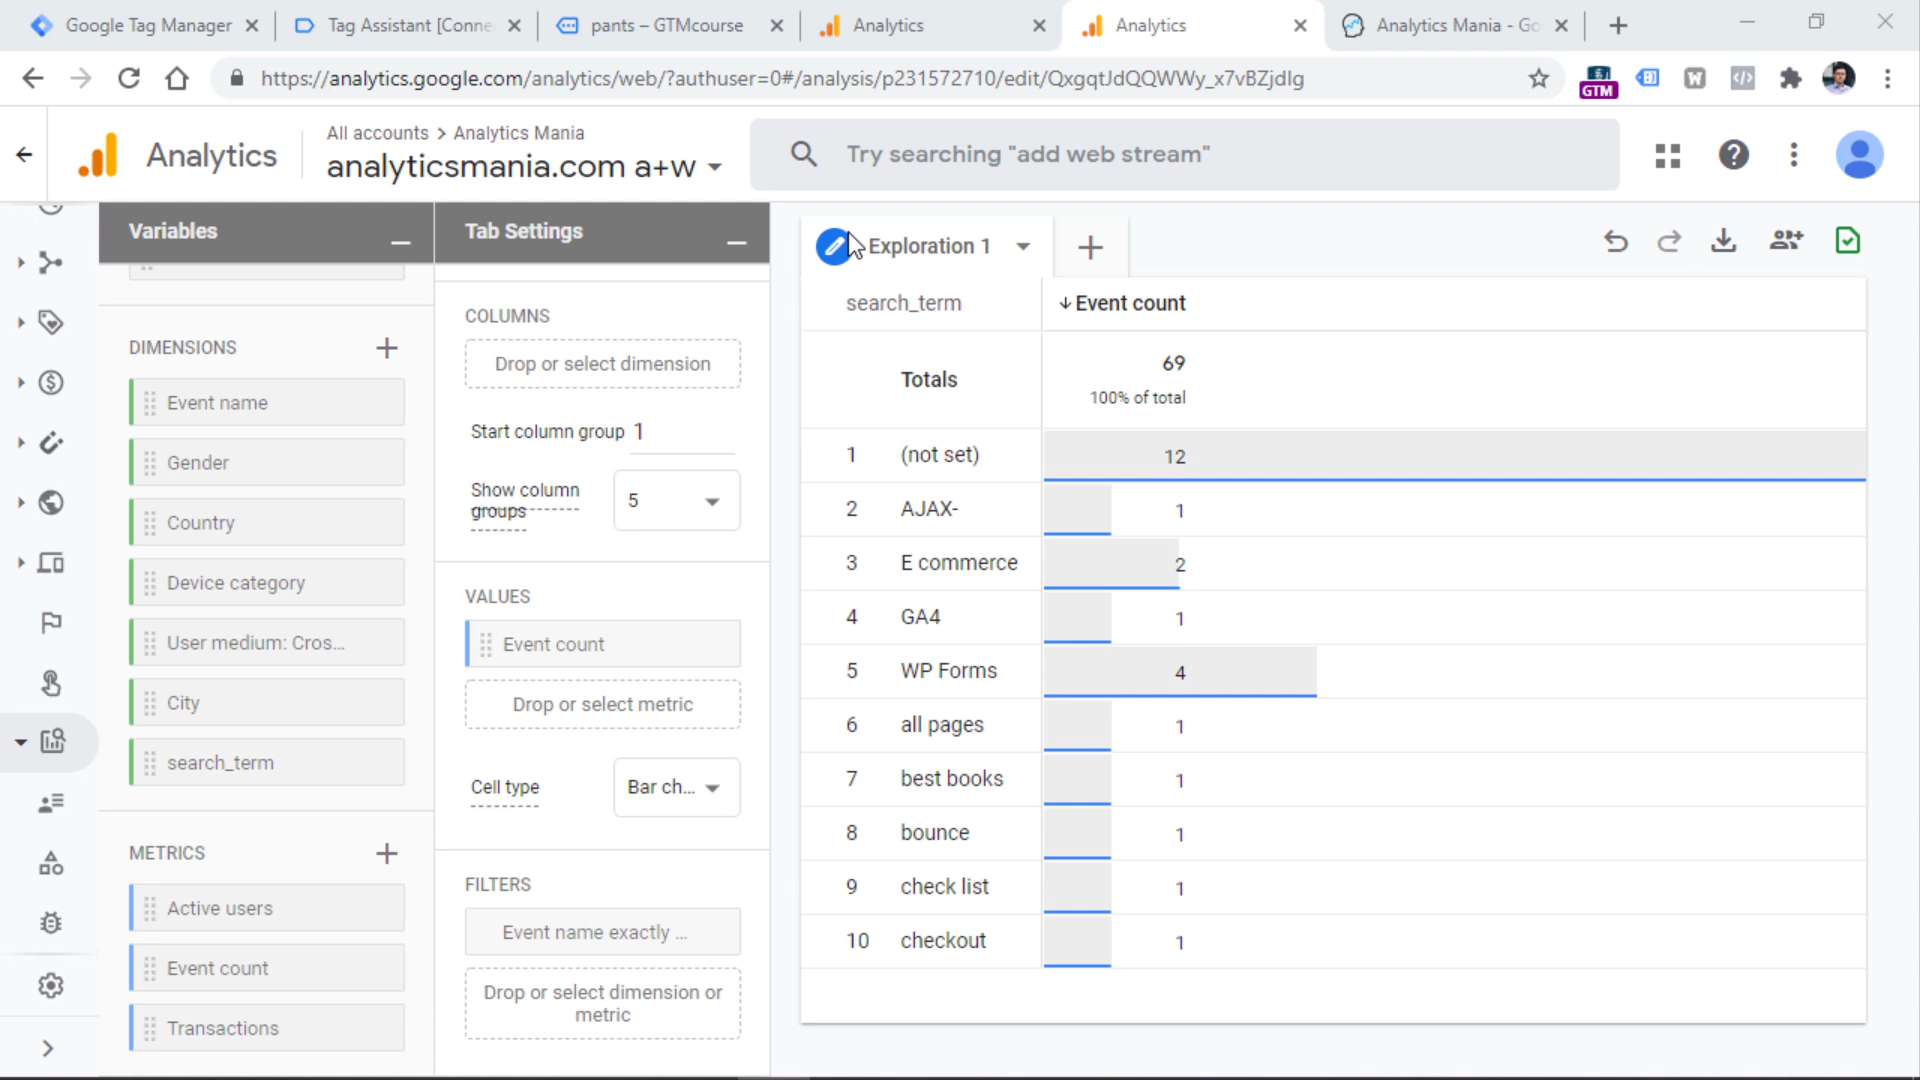 Google Tag Manager
Tag Assistant [Conne
pants – GTMcourse
Analytics
Analytics
Analytics Mania - Go
https://analytics.google.com/analytics/web/?authuser=0#/analysis/p231572710/edit/QxgqtJdQQWWy_x7vBZjdIg
GTM
W
Analytics
All accounts > Analytics Mania
analyticsmania.com a+w
Try searching "add web stream"
Variables
DIMENSIONS
Event name
Gender
Country
Device category
User medium: Cros...
City
search_term
METRICS
Active users
Event count
Transactions
Tab Settings
COLUMNS
Drop or select dimension
Start column group 1
Show column groups 5
VALUES
Event count
Drop or select metric
Cell type Bar ch...
FILTERS
Event name exactly ...
Drop or select dimension or
metric
Exploration 1
search_term Event count
Totals 69
100% of total
1 (not set) 12
2 AJAX- 1
3 E commerce 2
4 GA4 1
5 WP Forms 4
6 all pages 1
7 best books 1
8 bounce 1
9 check list 1
10 checkout 1